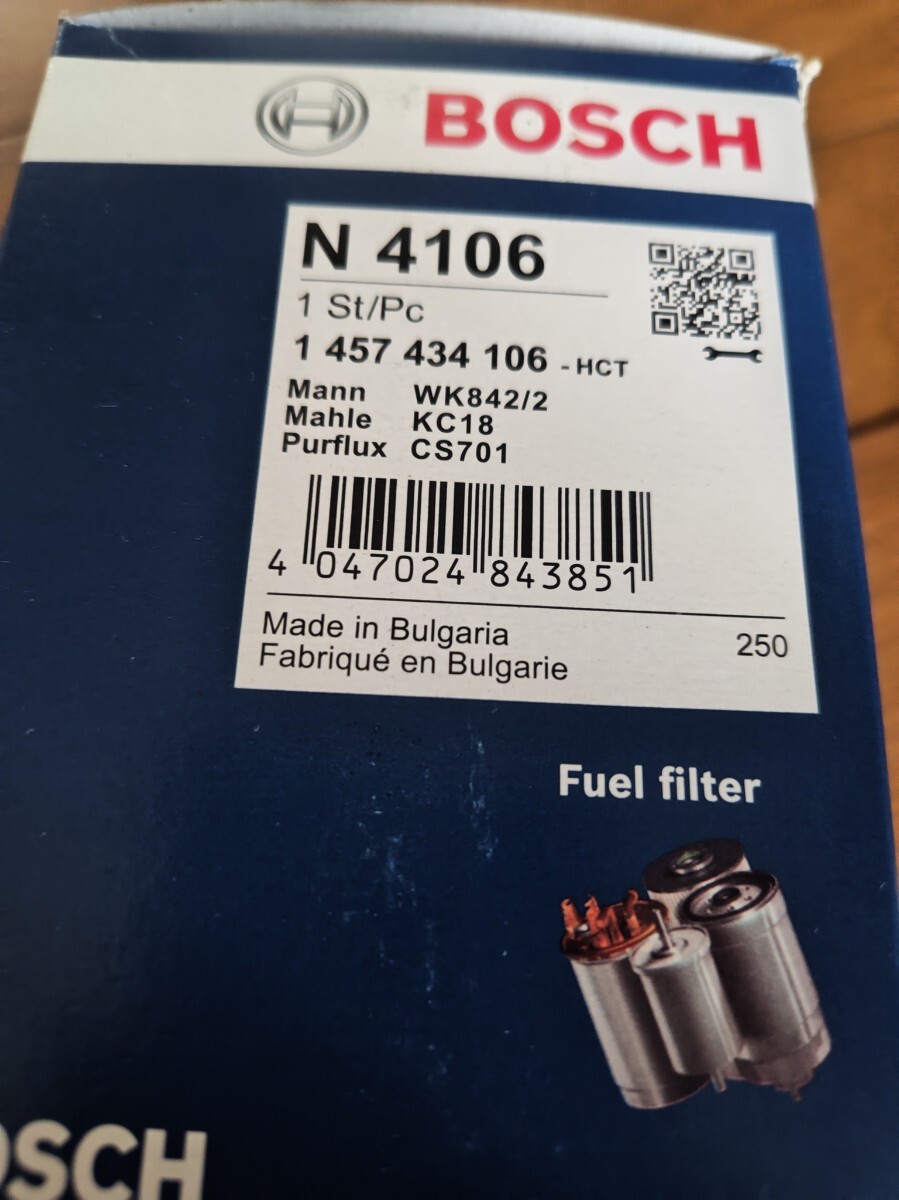 BOSCH
N 4106
1 St/Pc
1 457 434 106 - HCT
Mann WK842/2
Mahle KC18
Purflux CS701
4 047024 843851
Made in Bulgaria
250
Fabriqué en Bulgarie
Fuel filter
OSCH